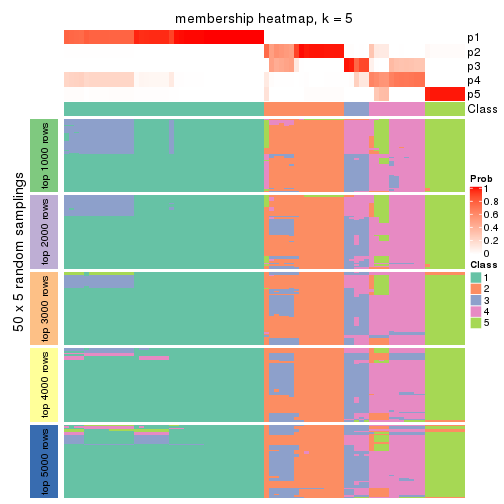 membership heatmap, k = 5
p1
p2
p3
p4
p5
Class
50 x 5 random samplings
top 1000 rows
top 2000 rows
top 3000 rows
top 4000 rows
top 5000 rows
Prob
1
0.8
0.6
0.4
0.2
0
Class
1
2
3
4
5